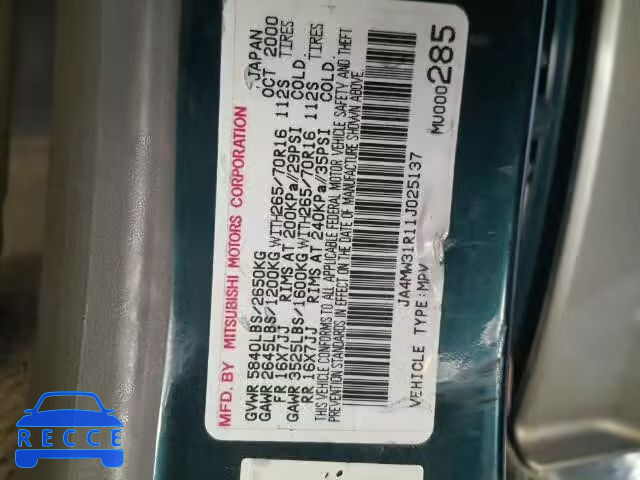 MFD. BY MITSUBISHI MOTORS CORPORATION JAPAN
GVWR 5840LBS/2650KG OCT 2000
GAWR 2645LBS/1200KG WITH265/70R16 112S TIRES
FR 16X7JJ RIMS AT 200KPa/29PSI COLD.
GAWR 3525LBS/1600KG WITH265/70R16 112S TIRES
RR 16X7JJ RIMS AT 240KPa/35PSI COLD.
THIS VEHICLE CONFORMS TO ALL APPLICABLE FEDERAL MOTOR VEHICLE SAFETY AND THEFT
PREVENTION STANDARDS IN EFFECT ON THE DATE OF MANUFACTURE SHOWN ABOVE.
JA4MW31R11J025137
VEHICLE TYPE:MPV MU000285
RECCE